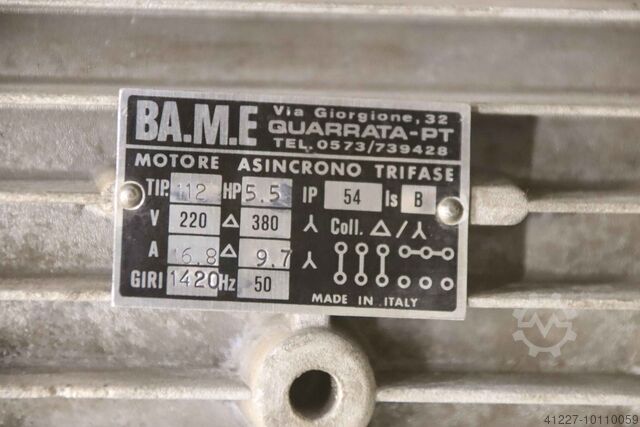 BA.M.E
Via Giorgione, 32
QUARRATA-PT
TEL. 0573/739428
MOTORE ASINCRONO TRIFASE
TIP. 112 HP 5.5 IP 54 Is B
V 220 Δ 380 ⅄ Coll. Δ/⅄
A 16.8 Δ 9.7 ⅄
GIRI 1420 Hz 50
MADE IN ITALY
41227-10110059